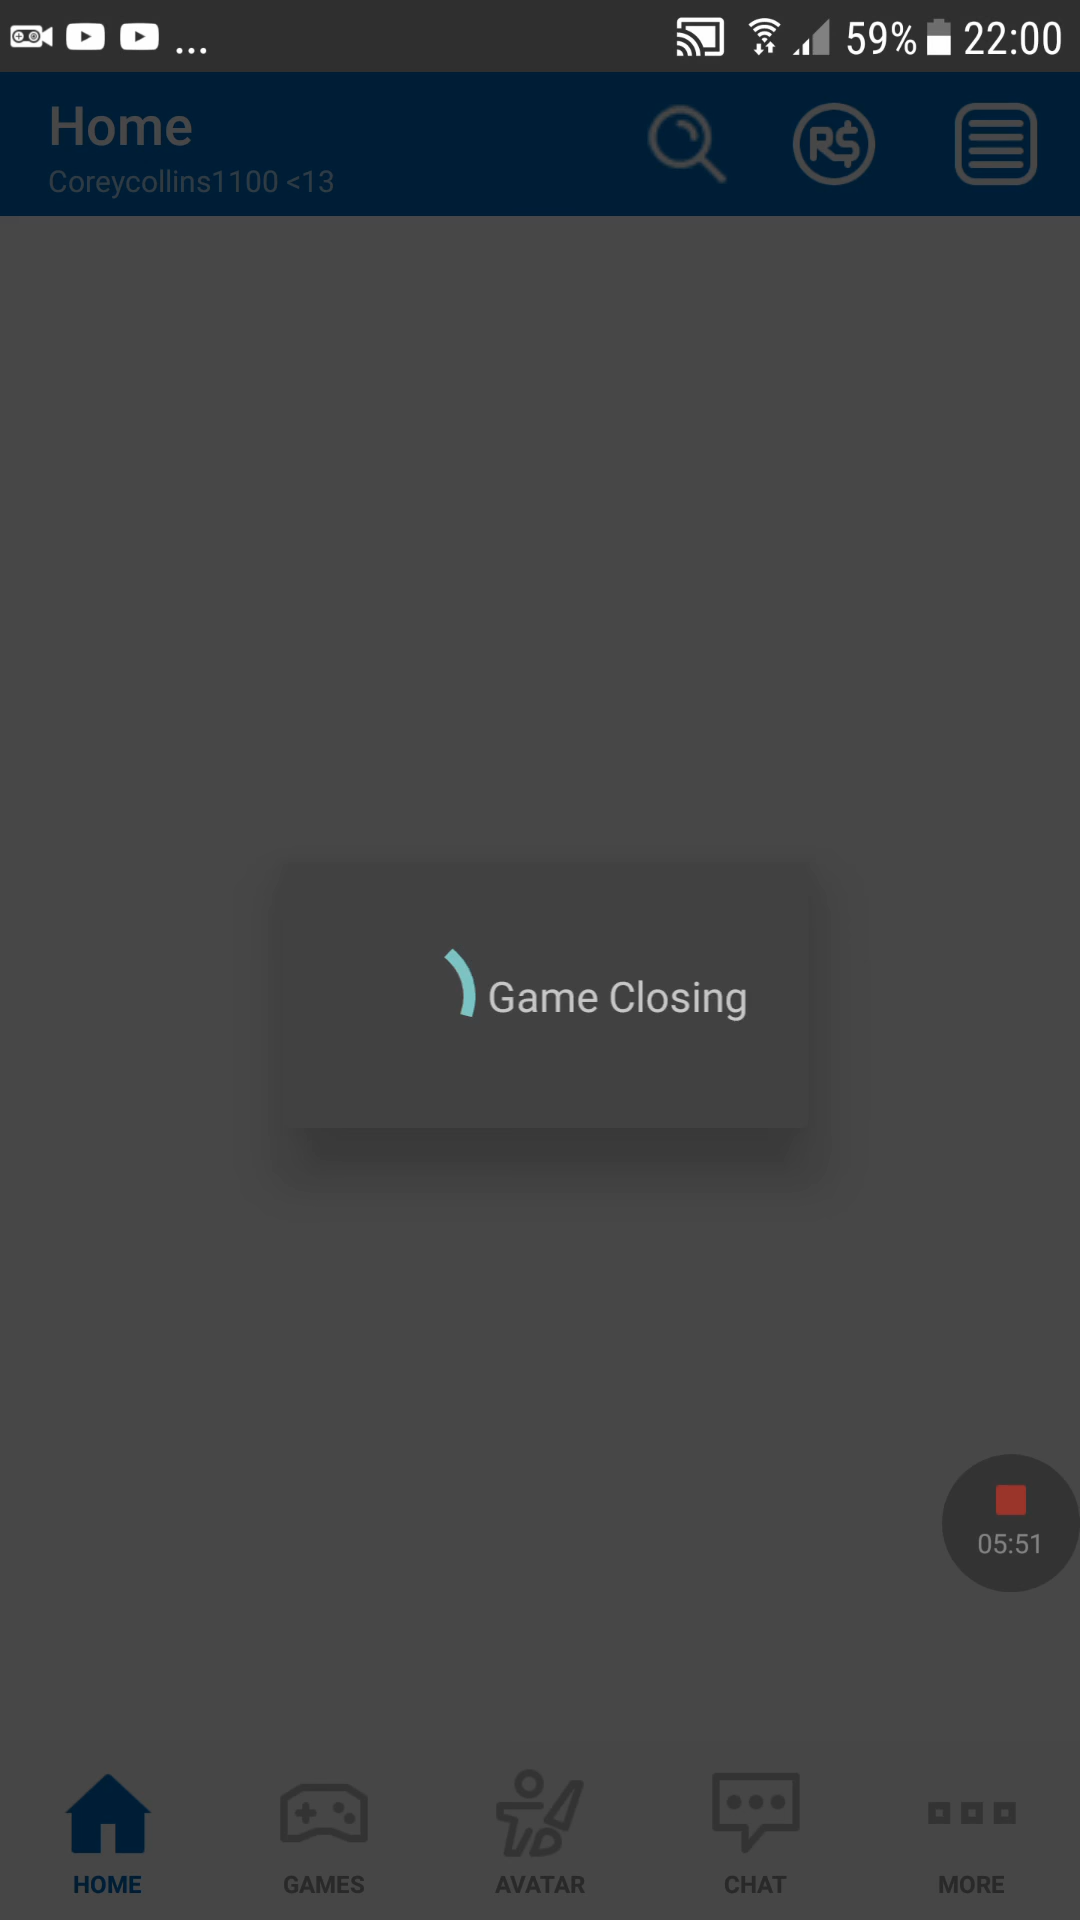 ... 59% 22:00
Home
Coreycollins1100 <13
R$
Game Closing
05:51
HOME GAMES AVATAR CHAT MORE